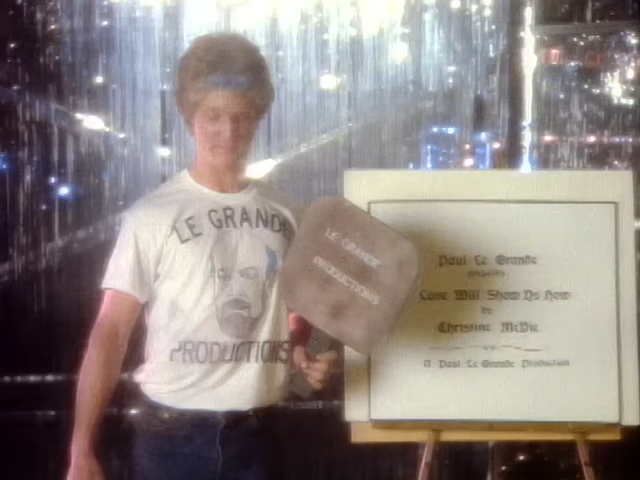 LE GRANDE
PRODUCTIONS
LE GRANDE
PRODUCTIONS
Paul Le Grande
presents
Love Will Show Us How
by
Christine McVie
A Paul Le Grande Production